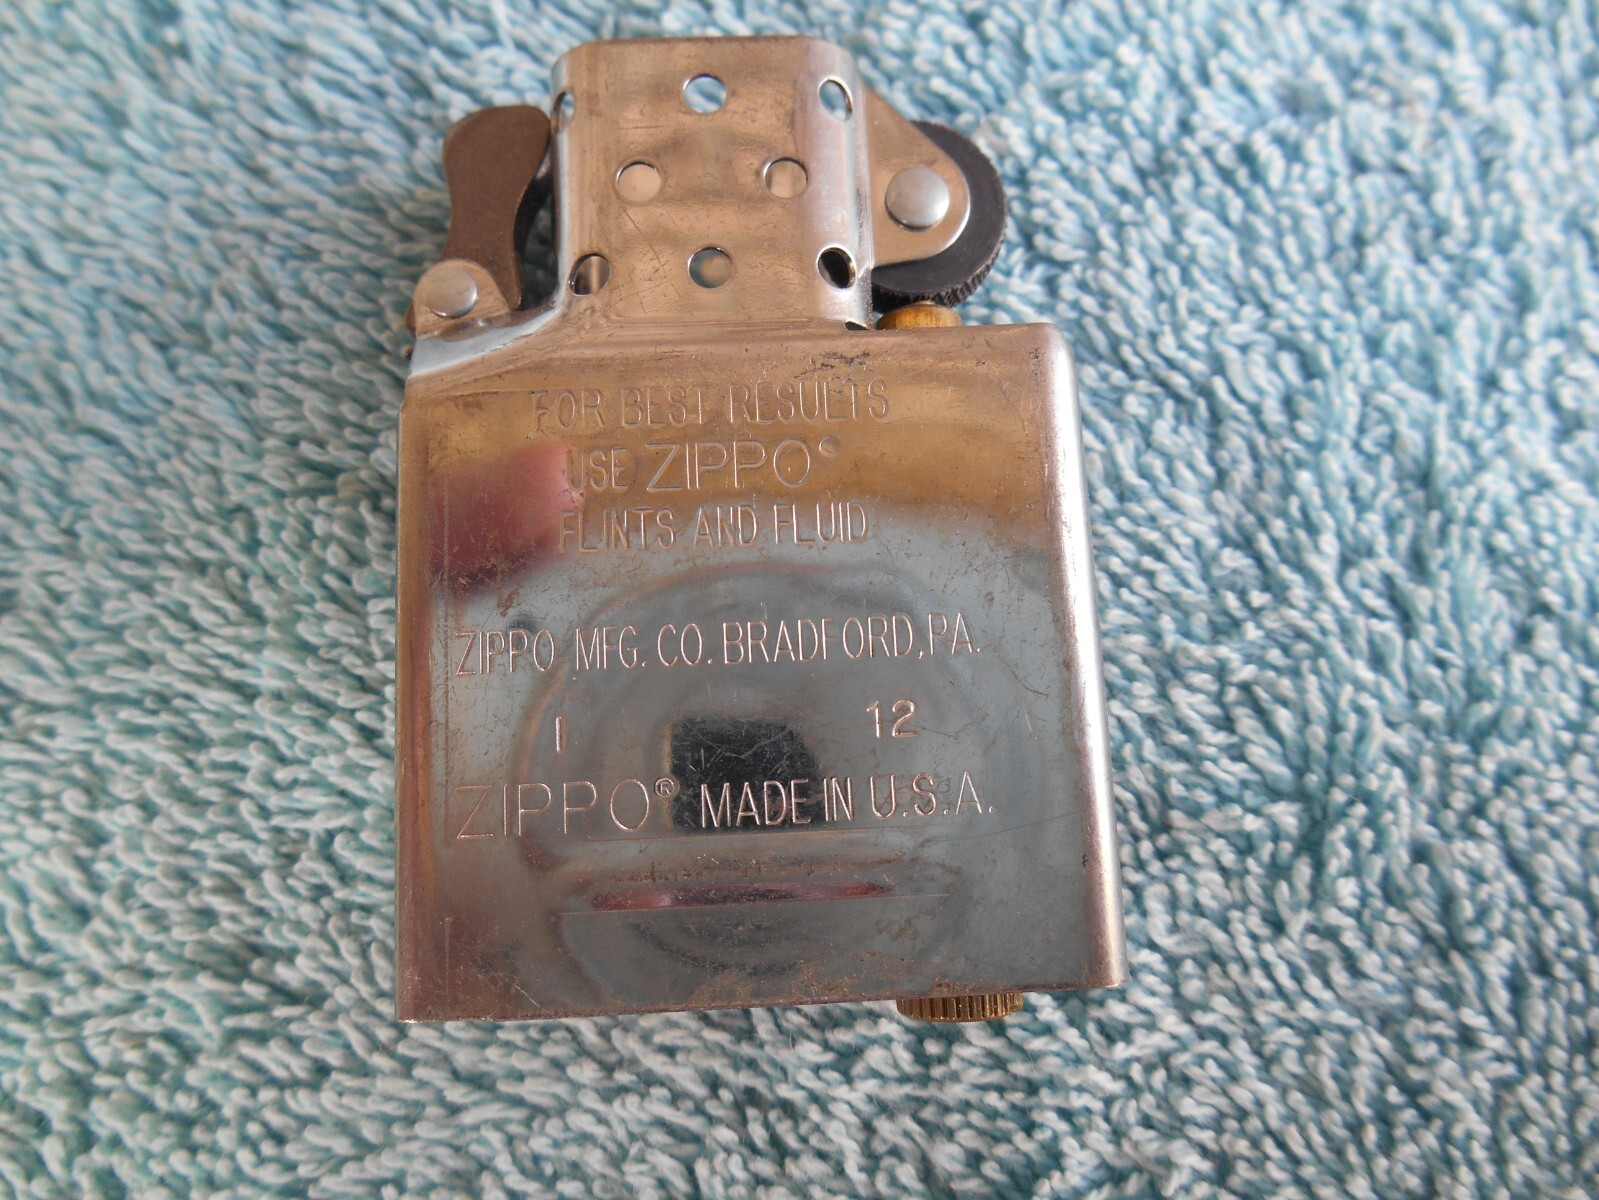 FOR BEST RESULTS
USE ZIPPO®
FLINTS AND FLUID
ZIPPO MFG. CO. BRADFORD, PA.
I 12
ZIPPO® MADE IN U.S.A.